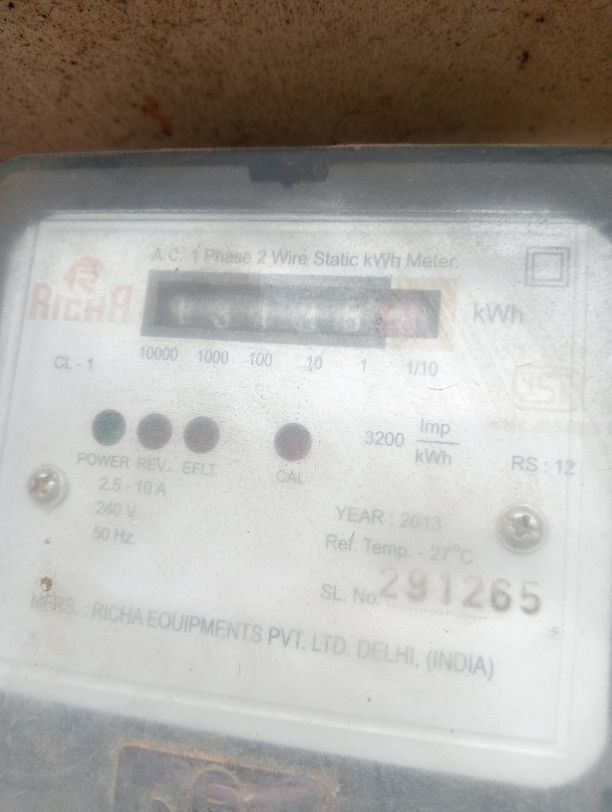 A.C. 1 Phase 2 Wire Static kWh Meter.
RICHA
kWh
CL - 1
10000 1000 100 10 1 1/10
3200 Imp/kWh
POWER REV. EFLT CAL
RS : 12
2.5 - 10 A
240 V.
50 Hz.
YEAR : 2013
Ref. Temp. - 27°C
SL. No. 291265
MFRS. : RICHA EQUIPMENTS PVT. LTD. DELHI, (INDIA)